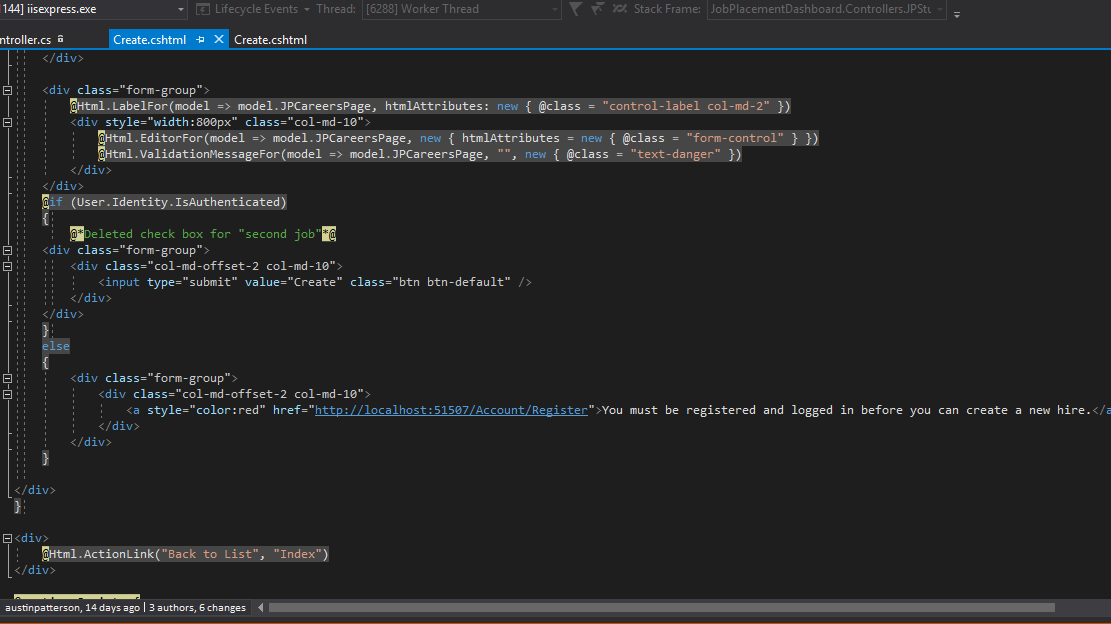 144] iisexpress.exe Lifecycle Events Thread: [6288] Worker Thread Stack Frame: JobPlacementDashboard.Controllers.JPStu
ntroller.cs Create.cshtml Create.cshtml
</div>
<div class="form-group">
@Html.LabelFor(model => model.JPCareersPage, htmlAttributes: new { @class = "control-label col-md-2" })
<div style="width:800px" class="col-md-10">
@Html.EditorFor(model => model.JPCareersPage, new { htmlAttributes = new { @class = "form-control" } })
@Html.ValidationMessageFor(model => model.JPCareersPage, "", new { @class = "text-danger" })
</div>
</div>
@if (User.Identity.IsAuthenticated)
{
@*Deleted check box for "second job"*@
<div class="form-group">
<div class="col-md-offset-2 col-md-10">
<input type="submit" value="Create" class="btn btn-default" />
</div>
</div>
}
else
{
<div class="form-group">
<div class="col-md-offset-2 col-md-10">
<a style="color:red" href="http://localhost:51507/Account/Register">You must be registered and logged in before you can create a new hire.</a
</div>
</div>
}
</div>
}
<div>
@Html.ActionLink("Back to List", "Index")
</div>
austinpatterson, 14 days ago | 3 authors, 6 changes